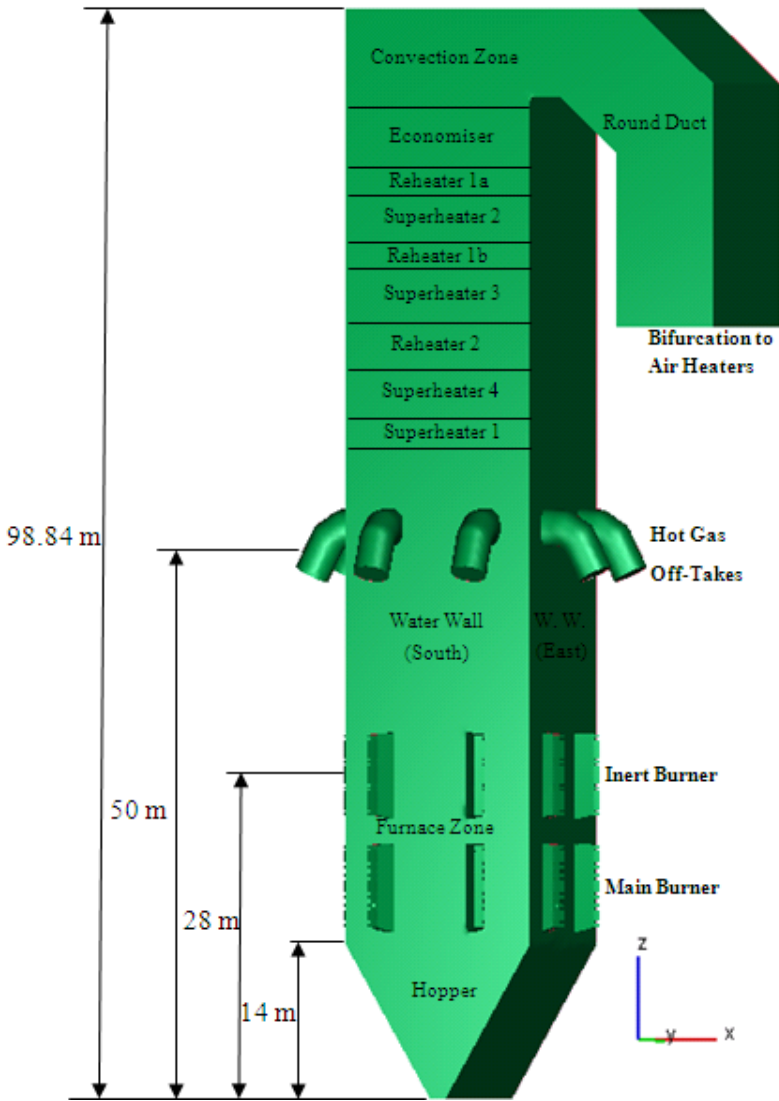 Convection Zone
Round Duct
Economiser
Reheater 1a
Superheater 2
Reheater 1b
Superheater 3
Bifurcation to
Air Heaters
Reheater 2
Superheater 4
Superheater 1
98.84 m
Hot Gas
Off-Takes
Water Wall
(South)
W. W.
(East)
Inert Burner
50 m
Furnace Zone
Main Burner
28 m
Hopper
14 m
z
y
x